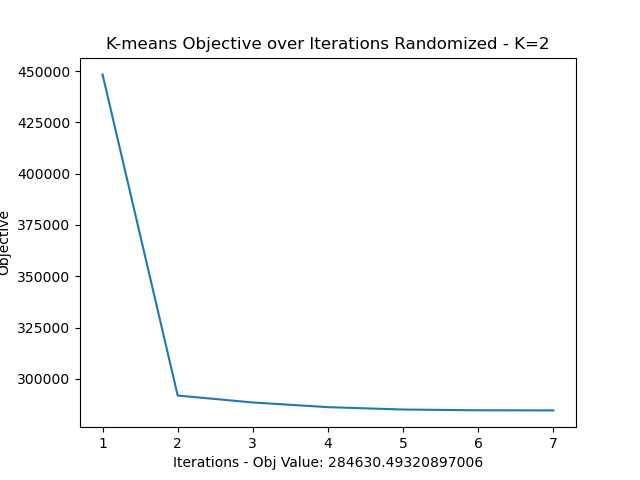 K-means Objective over Iterations Randomized - K=2
450000
425000
400000
375000
350000
325000
300000
Objective
1 2 3 4 5 6 7
Iterations - Obj Value: 284630.49320897006